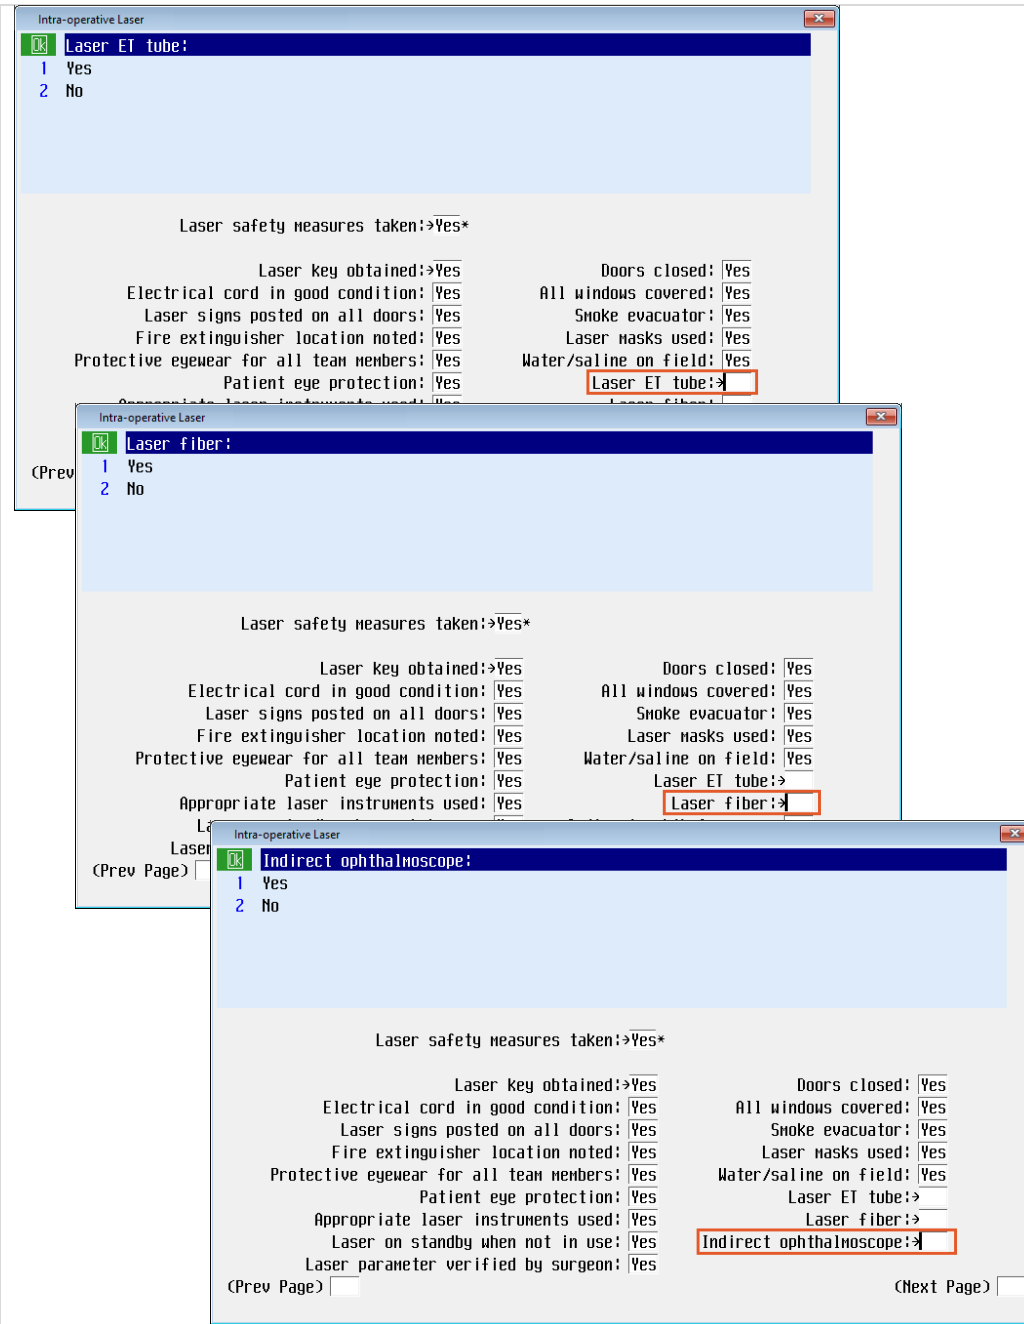 Intra-operative Laser
Ok Laser ET tube:
1 Yes
2 No
Laser safety measures taken:→Yes*
Laser key obtained:→Yes Doors closed: Yes
Electrical cord in good condition: Yes All windows covered: Yes
Laser signs posted on all doors: Yes Smoke evacuator: Yes
Fire extinguisher location noted: Yes Laser masks used: Yes
Protective eyewear for all team members: Yes Water/saline on field: Yes
Patient eye protection: Yes Laser ET tube:→
Appropriate laser instruments used: Laser fiber:
(Prev
Intra-operative Laser
Ok Laser fiber:
1 Yes
2 No
Laser safety measures taken:→Yes*
Laser key obtained:→Yes Doors closed: Yes
Electrical cord in good condition: Yes All windows covered: Yes
Laser signs posted on all doors: Yes Smoke evacuator: Yes
Fire extinguisher location noted: Yes Laser masks used: Yes
Protective eyewear for all team members: Yes Water/saline on field: Yes
Patient eye protection: Yes Laser ET tube:→
Appropriate laser instruments used: Yes Laser fiber:→
La
Laser
(Prev Page)
Intra-operative Laser
Ok Indirect ophthalmoscope:
1 Yes
2 No
Laser safety measures taken:→Yes*
Laser key obtained:→Yes Doors closed: Yes
Electrical cord in good condition: Yes All windows covered: Yes
Laser signs posted on all doors: Yes Smoke evacuator: Yes
Fire extinguisher location noted: Yes Laser masks used: Yes
Protective eyewear for all team members: Yes Water/saline on field: Yes
Patient eye protection: Yes Laser ET tube:→
Appropriate laser instruments used: Yes Laser fiber:→
Laser on standby when not in use: Yes Indirect ophthalmoscope:→
Laser parameter verified by surgeon: Yes
(Prev Page) (Next Page)